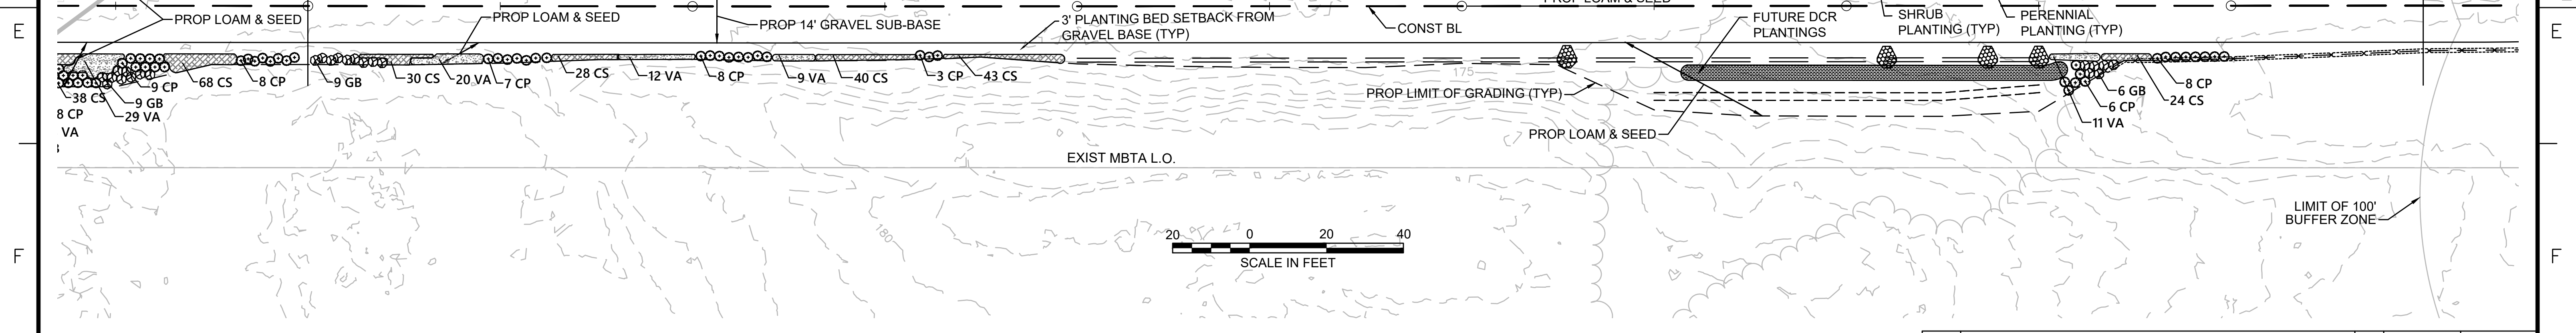 E
PROP LOAM & SEED
PROP LOAM & SEED
PROP 14' GRAVEL SUB-BASE
3' PLANTING BED SETBACK FROM
GRAVEL BASE (TYP)
CONST BL
PROP LOAM & SEED
FUTURE DCR
PLANTINGS
SHRUB
PLANTING (TYP)
PERENNIAL
PLANTING (TYP)
E
38 CS
8 CP
VA
9 GB
29 VA
9 CP
68 CS
8 CP
9 GB
30 CS
20 VA
7 CP
28 CS
12 VA
8 CP
9 VA
40 CS
3 CP
43 CS
175
PROP LIMIT OF GRADING (TYP)
PROP LOAM & SEED
8 CP
24 CS
6 GB
6 CP
11 VA
EXIST MBTA L.O.
180
LIMIT OF 100'
BUFFER ZONE
F
20 0 20 40
SCALE IN FEET
F